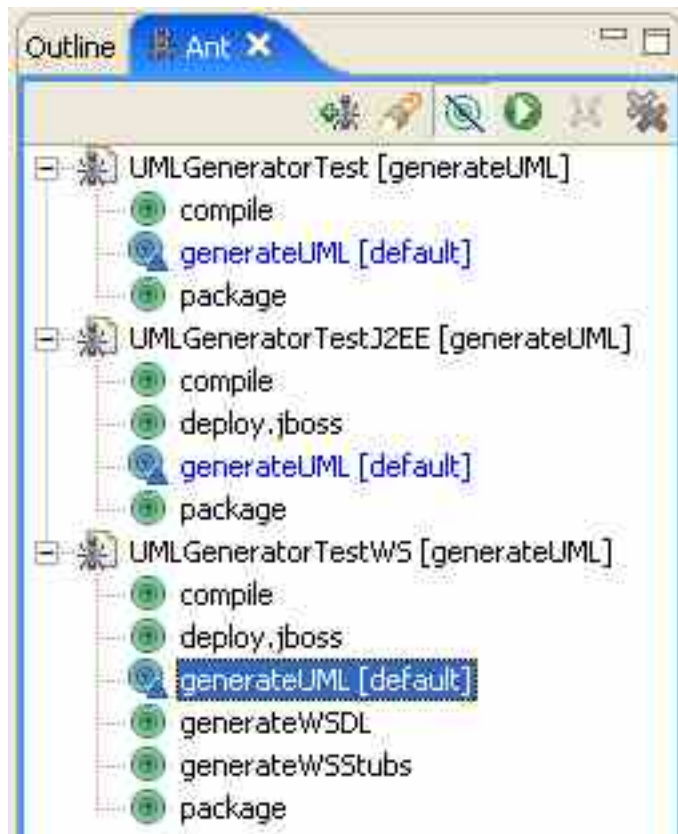 Outline Ant
UMLGeneratorTest [generateUML]
compile
generateUML [default]
package
UMLGeneratorTestJ2EE [generateUML]
compile
deploy.jboss
generateUML [default]
package
UMLGeneratorTestWS [generateUML]
compile
deploy.jboss
generateUML [default]
generateWSDL
generateWSStubs
package